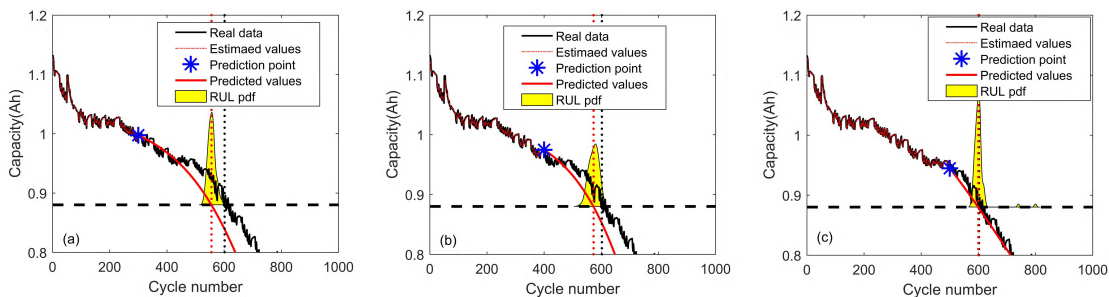 1.2
1.1
1
0.9
0.8
Capacity(Ah)
Real data
Estimaed values
Prediction point
Predicted values
RUL pdf
(a)
0 200 400 600 800 1000
Cycle number
1.2
1.1
1
0.9
0.8
Capacity(Ah)
Real data
Estimaed values
Prediction point
Predicted values
RUL pdf
(b)
0 200 400 600 800 1000
Cycle number
1.2
1.1
1
0.9
0.8
Capacity(Ah)
Real data
Estimaed values
Prediction point
Predicted values
RUL pdf
(c)
0 200 400 600 800 1000
Cycle number